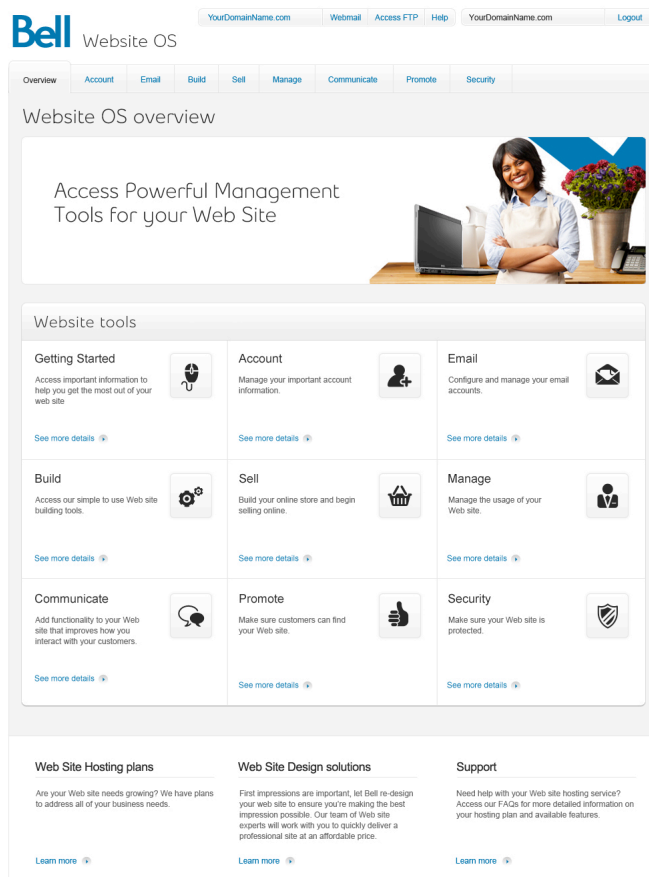 YourDomainName.com Webmail Access FTP Help YourDomainName.com Logout
Bell Website OS
Overview Account Email Build Sell Manage Communicate Promote Security
Website OS overview
Access Powerful Management
Tools for your Web Site
Website tools
Getting Started
Access important information to
help you get the most out of your
web site
See more details
Account
Manage your important account
information.
See more details
Email
Configure and manage your email
accounts.
See more details
Build
Access our simple to use Web site
building tools.
See more details
Sell
Build your online store and begin
selling online.
See more details
Manage
Manage the usage of your
Web site.
See more details
Communicate
Add functionality to your Web
site that improves how you
interact with your customers.
See more details
Promote
Make sure customers can find
your Web site.
See more details
Security
Make sure your Web site is
protected.
See more details
Web Site Hosting plans
Are your Web site needs growing? We have plans
to address all of your business needs.
Learn more
Web Site Design solutions
First impressions are important, let Bell re-design
your web site to ensure you're making the best
impression possible. Our team of Web site
experts will work with you to quickly deliver a
professional site at an affordable price.
Learn more
Support
Need help with your Web site hosting service?
Access our FAQs for more detailed information on
your hosting plan and available features.
Learn more